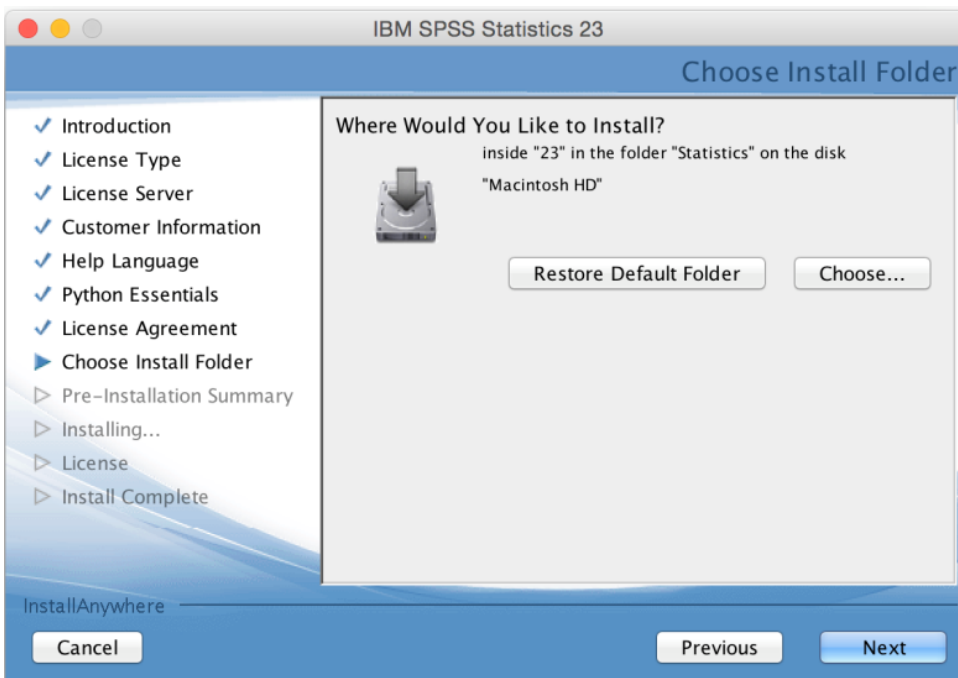 IBM SPSS Statistics 23
Choose Install Folder
Introduction
License Type
License Server
Customer Information
Help Language
Python Essentials
License Agreement
Choose Install Folder
Pre-Installation Summary
Installing...
License
Install Complete
Where Would You Like to Install?
inside "23" in the folder "Statistics" on the disk
"Macintosh HD"
Restore Default Folder
Choose...
InstallAnywhere
Cancel
Previous
Next